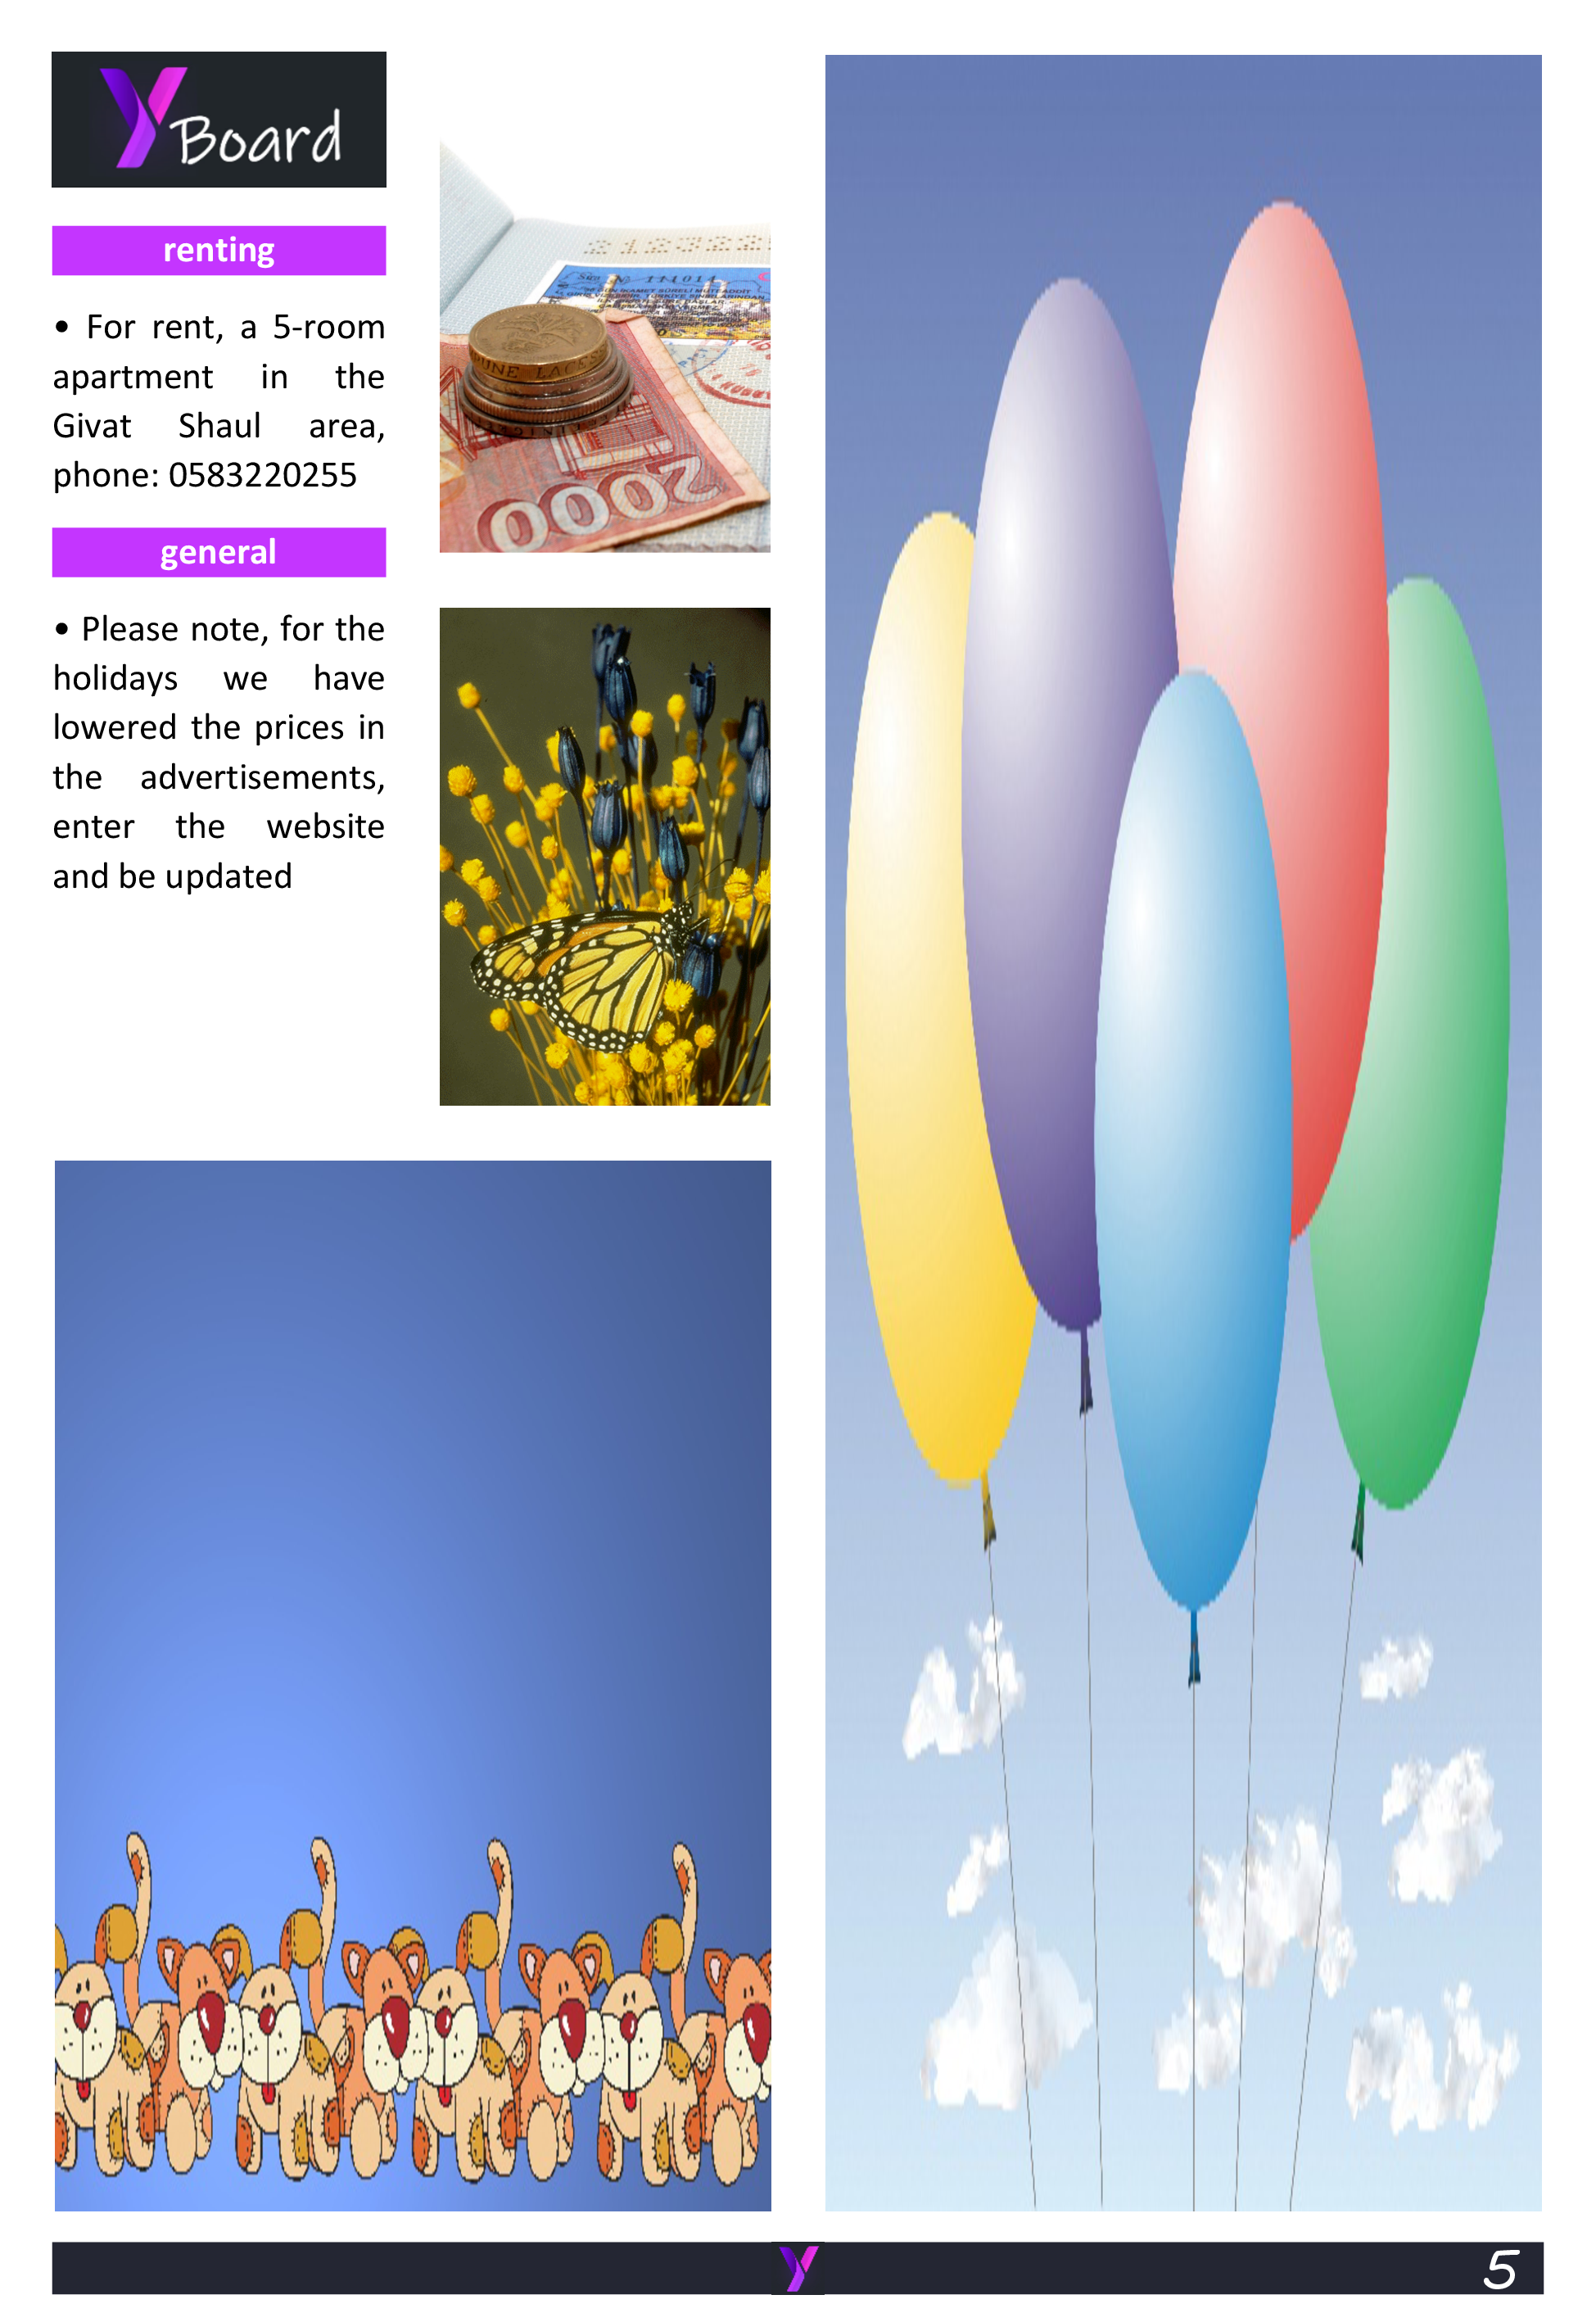 Y Board
renting
• For rent, a 5-room
apartment in the
Givat Shaul area,
phone: 0583220255
general
• Please note, for the
holidays we have
lowered the prices in
the advertisements,
enter the website
and be updated
2000
Y
5